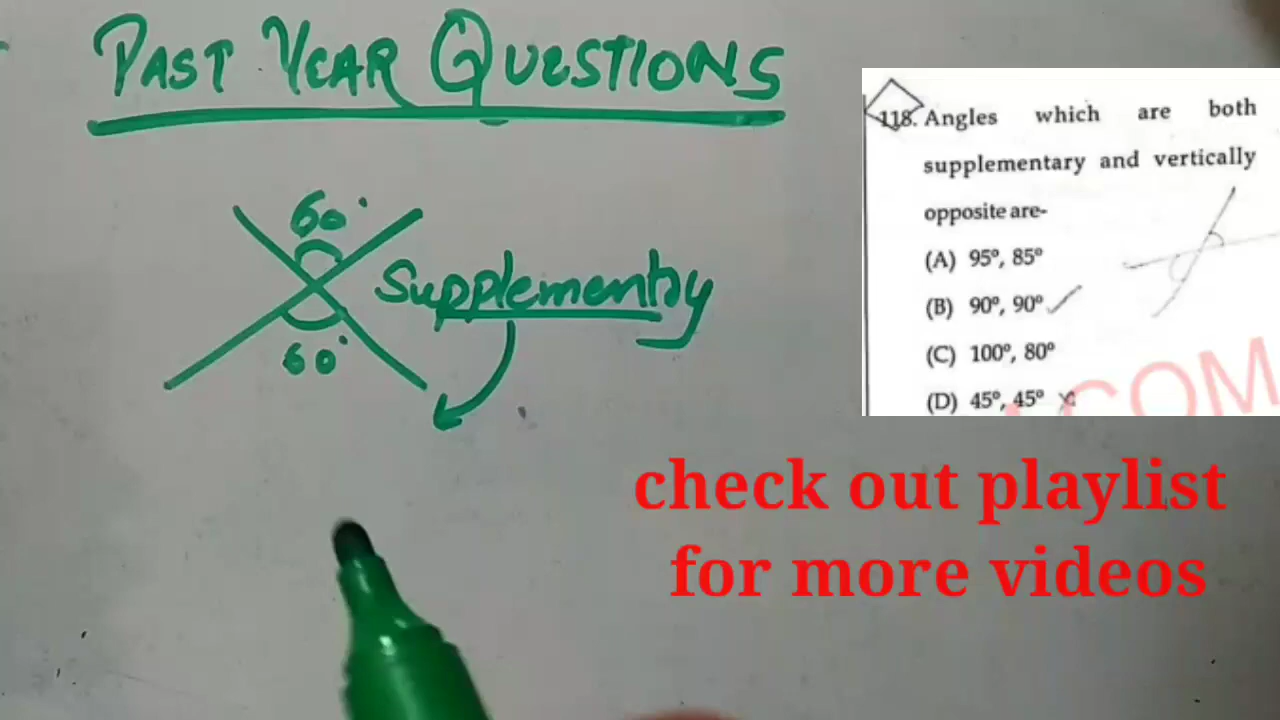 PAST YEAR QUESTIONS
60°
Supplementry
60°
118. Angles which are both
supplementary and vertically
opposite are-
(A) 95°, 85°
(B) 90°, 90°
(C) 100°, 80°
(D) 45°, 45°
COM
check out playlist
for more videos